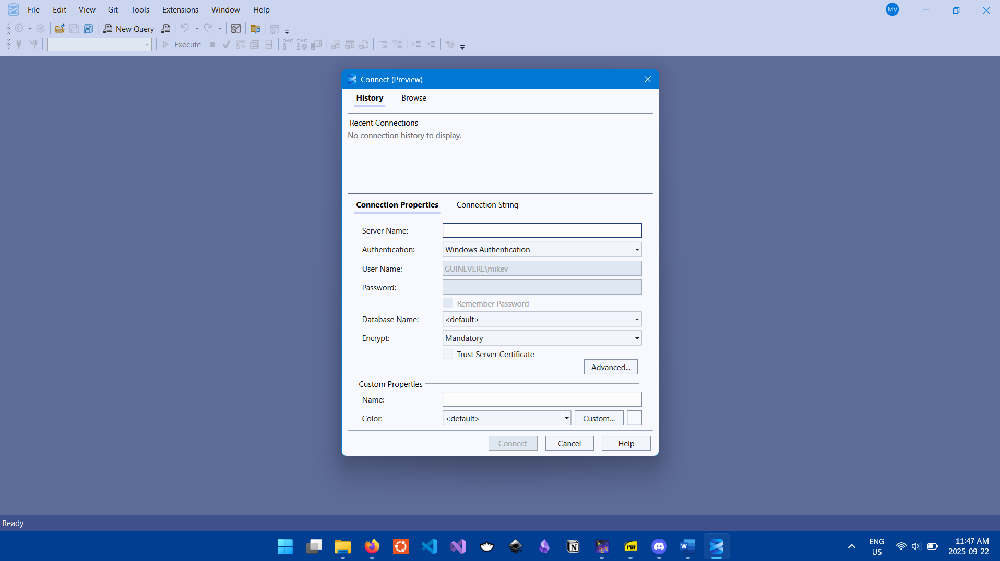 File Edit View Git Tools Extensions Window Help MV
New Query
Execute
Connect (Preview)
History Browse
Recent Connections
No connection history to display.
Connection Properties Connection String
Server Name:
Authentication: Windows Authentication
User Name: GUINEVERE\mikev
Password:
Remember Password
Database Name: <default>
Encrypt: Mandatory
Trust Server Certificate
Advanced...
Custom Properties
Name:
Color: <default> Custom...
Connect Cancel Help
Ready
ENG
US
11:47 AM
2025-09-22
TEX
PDF
N
W